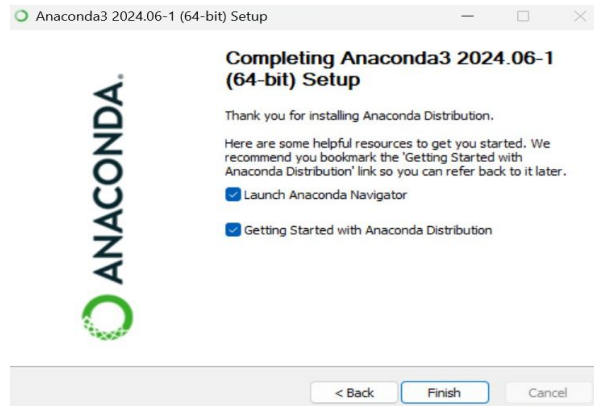 Anaconda3 2024.06-1 (64-bit) Setup
Completing Anaconda3 2024.06-1
(64-bit) Setup
Thank you for installing Anaconda Distribution.
Here are some helpful resources to get you started. We
recommend you bookmark the 'Getting Started with
Anaconda Distribution' link so you can refer back to it later.
Launch Anaconda Navigator
Getting Started with Anaconda Distribution
ANACONDA.
< Back
Finish
Cancel